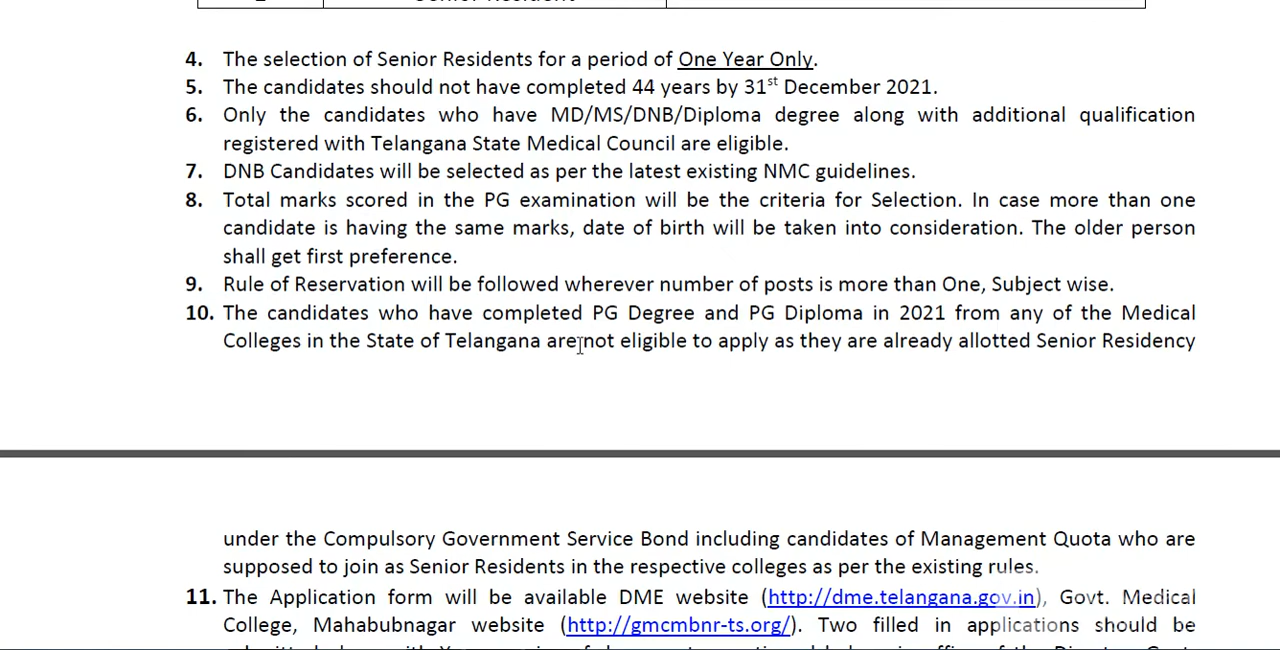 Senior Resident
4. The selection of Senior Residents for a period of One Year Only.
5. The candidates should not have completed 44 years by 31st December 2021.
6. Only the candidates who have MD/MS/DNB/Diploma degree along with additional qualification
registered with Telangana State Medical Council are eligible.
7. DNB Candidates will be selected as per the latest existing NMC guidelines.
8. Total marks scored in the PG examination will be the criteria for Selection. In case more than one
candidate is having the same marks, date of birth will be taken into consideration. The older person
shall get first preference.
9. Rule of Reservation will be followed wherever number of posts is more than One, Subject wise.
10. The candidates who have completed PG Degree and PG Diploma in 2021 from any of the Medical
Colleges in the State of Telangana are not eligible to apply as they are already allotted Senior Residency
under the Compulsory Government Service Bond including candidates of Management Quota who are
supposed to join as Senior Residents in the respective colleges as per the existing rules.
11. The Application form will be available DME website (http://dme.telangana.gov.in), Govt. Medical
College, Mahabubnagar website (http://gmcmbnr-ts.org/). Two filled in applications should be